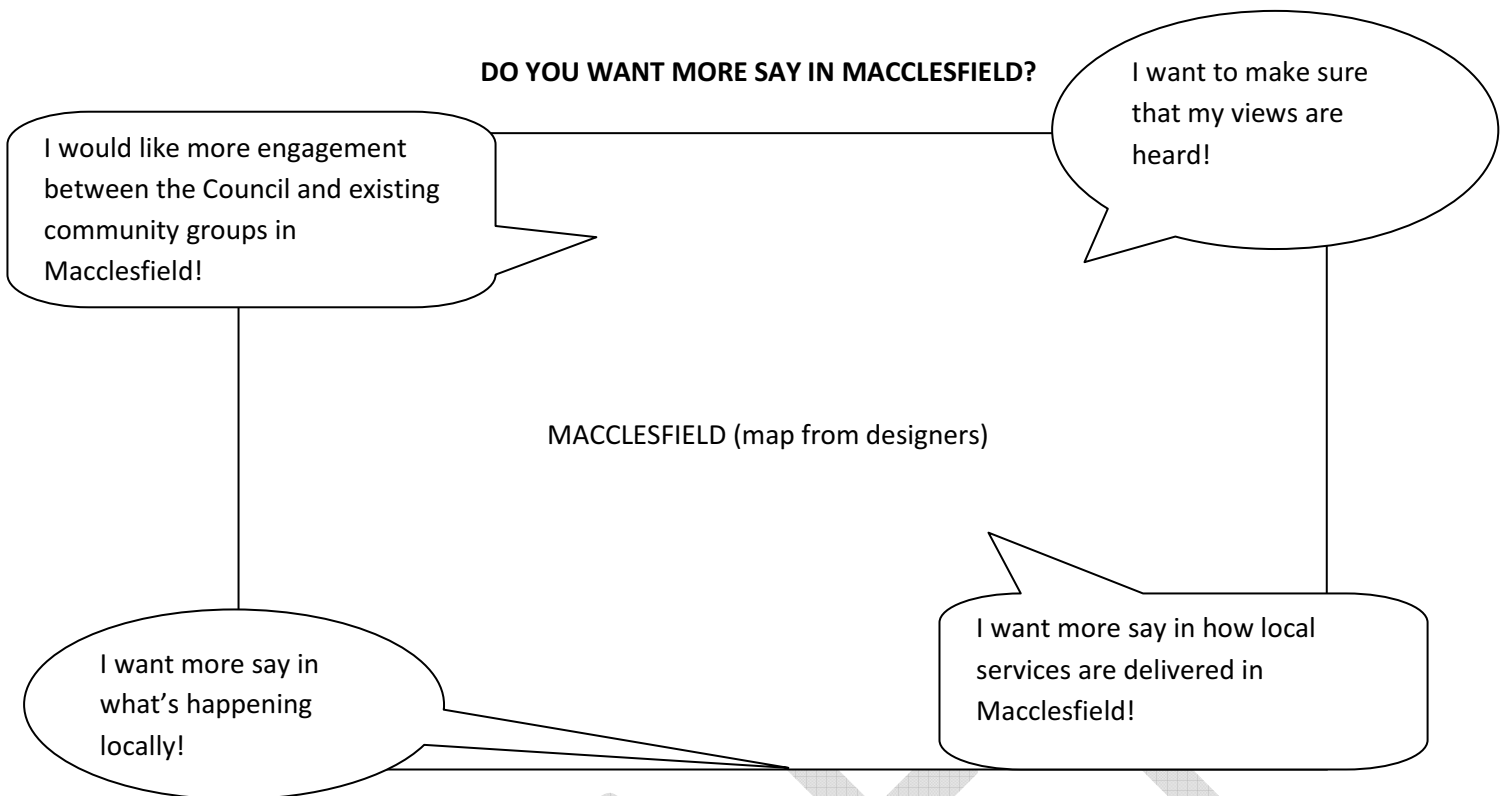 DO YOU WANT MORE SAY IN MACCLESFIELD?
I would like more engagement
between the Council and existing
community groups in
Macclesfield!
I want to make sure
that my views are
heard!
MACCLESFIELD (map from designers)
I want more say in
what’s happening
locally!
I want more say in how local
services are delivered in
Macclesfield!